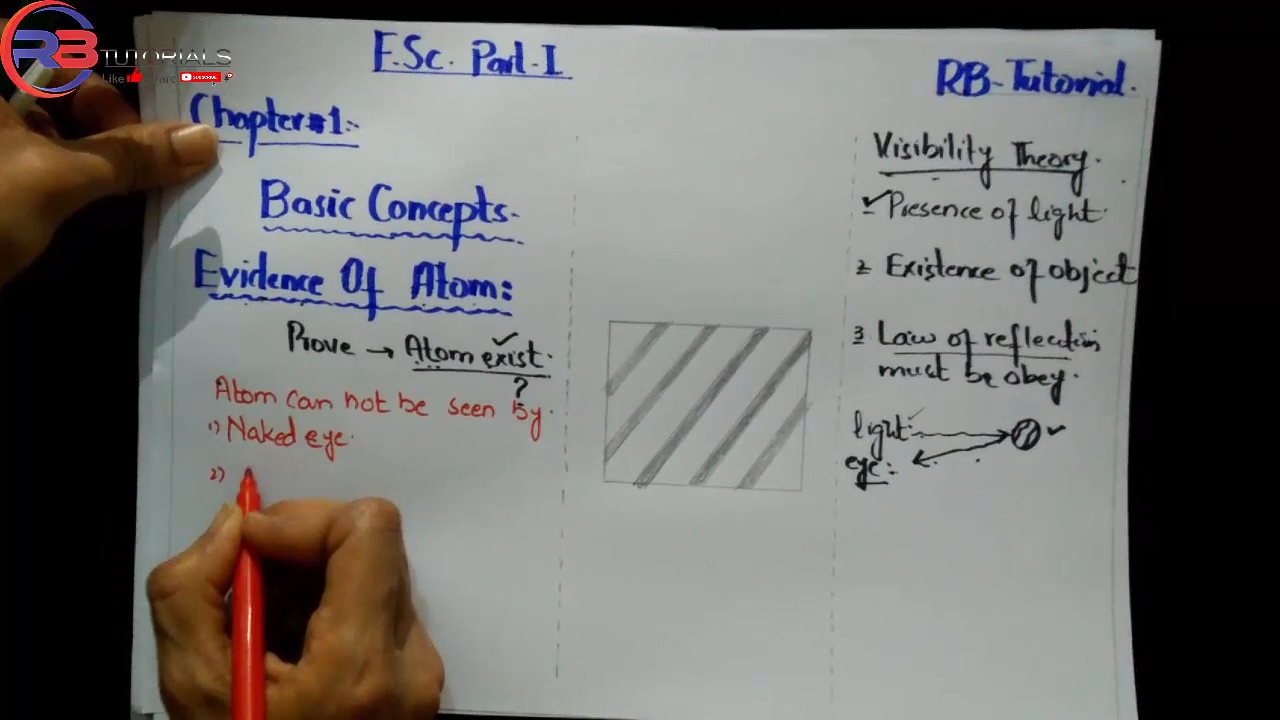 RB TUTORIALS
Like
SUBSCRIBE
F.Sc. Part-I
RB-Tutorial.
Chapter#1:-
Basic Concepts.
Evidence Of Atom:
Prove → Atom exist.
?
Atom can not be seen By.
1) Naked eye.
2)
Visibility Theory.
1 Presence of light.
2 Existence of object
3 Law of reflection
must be obey.
light:
eye: